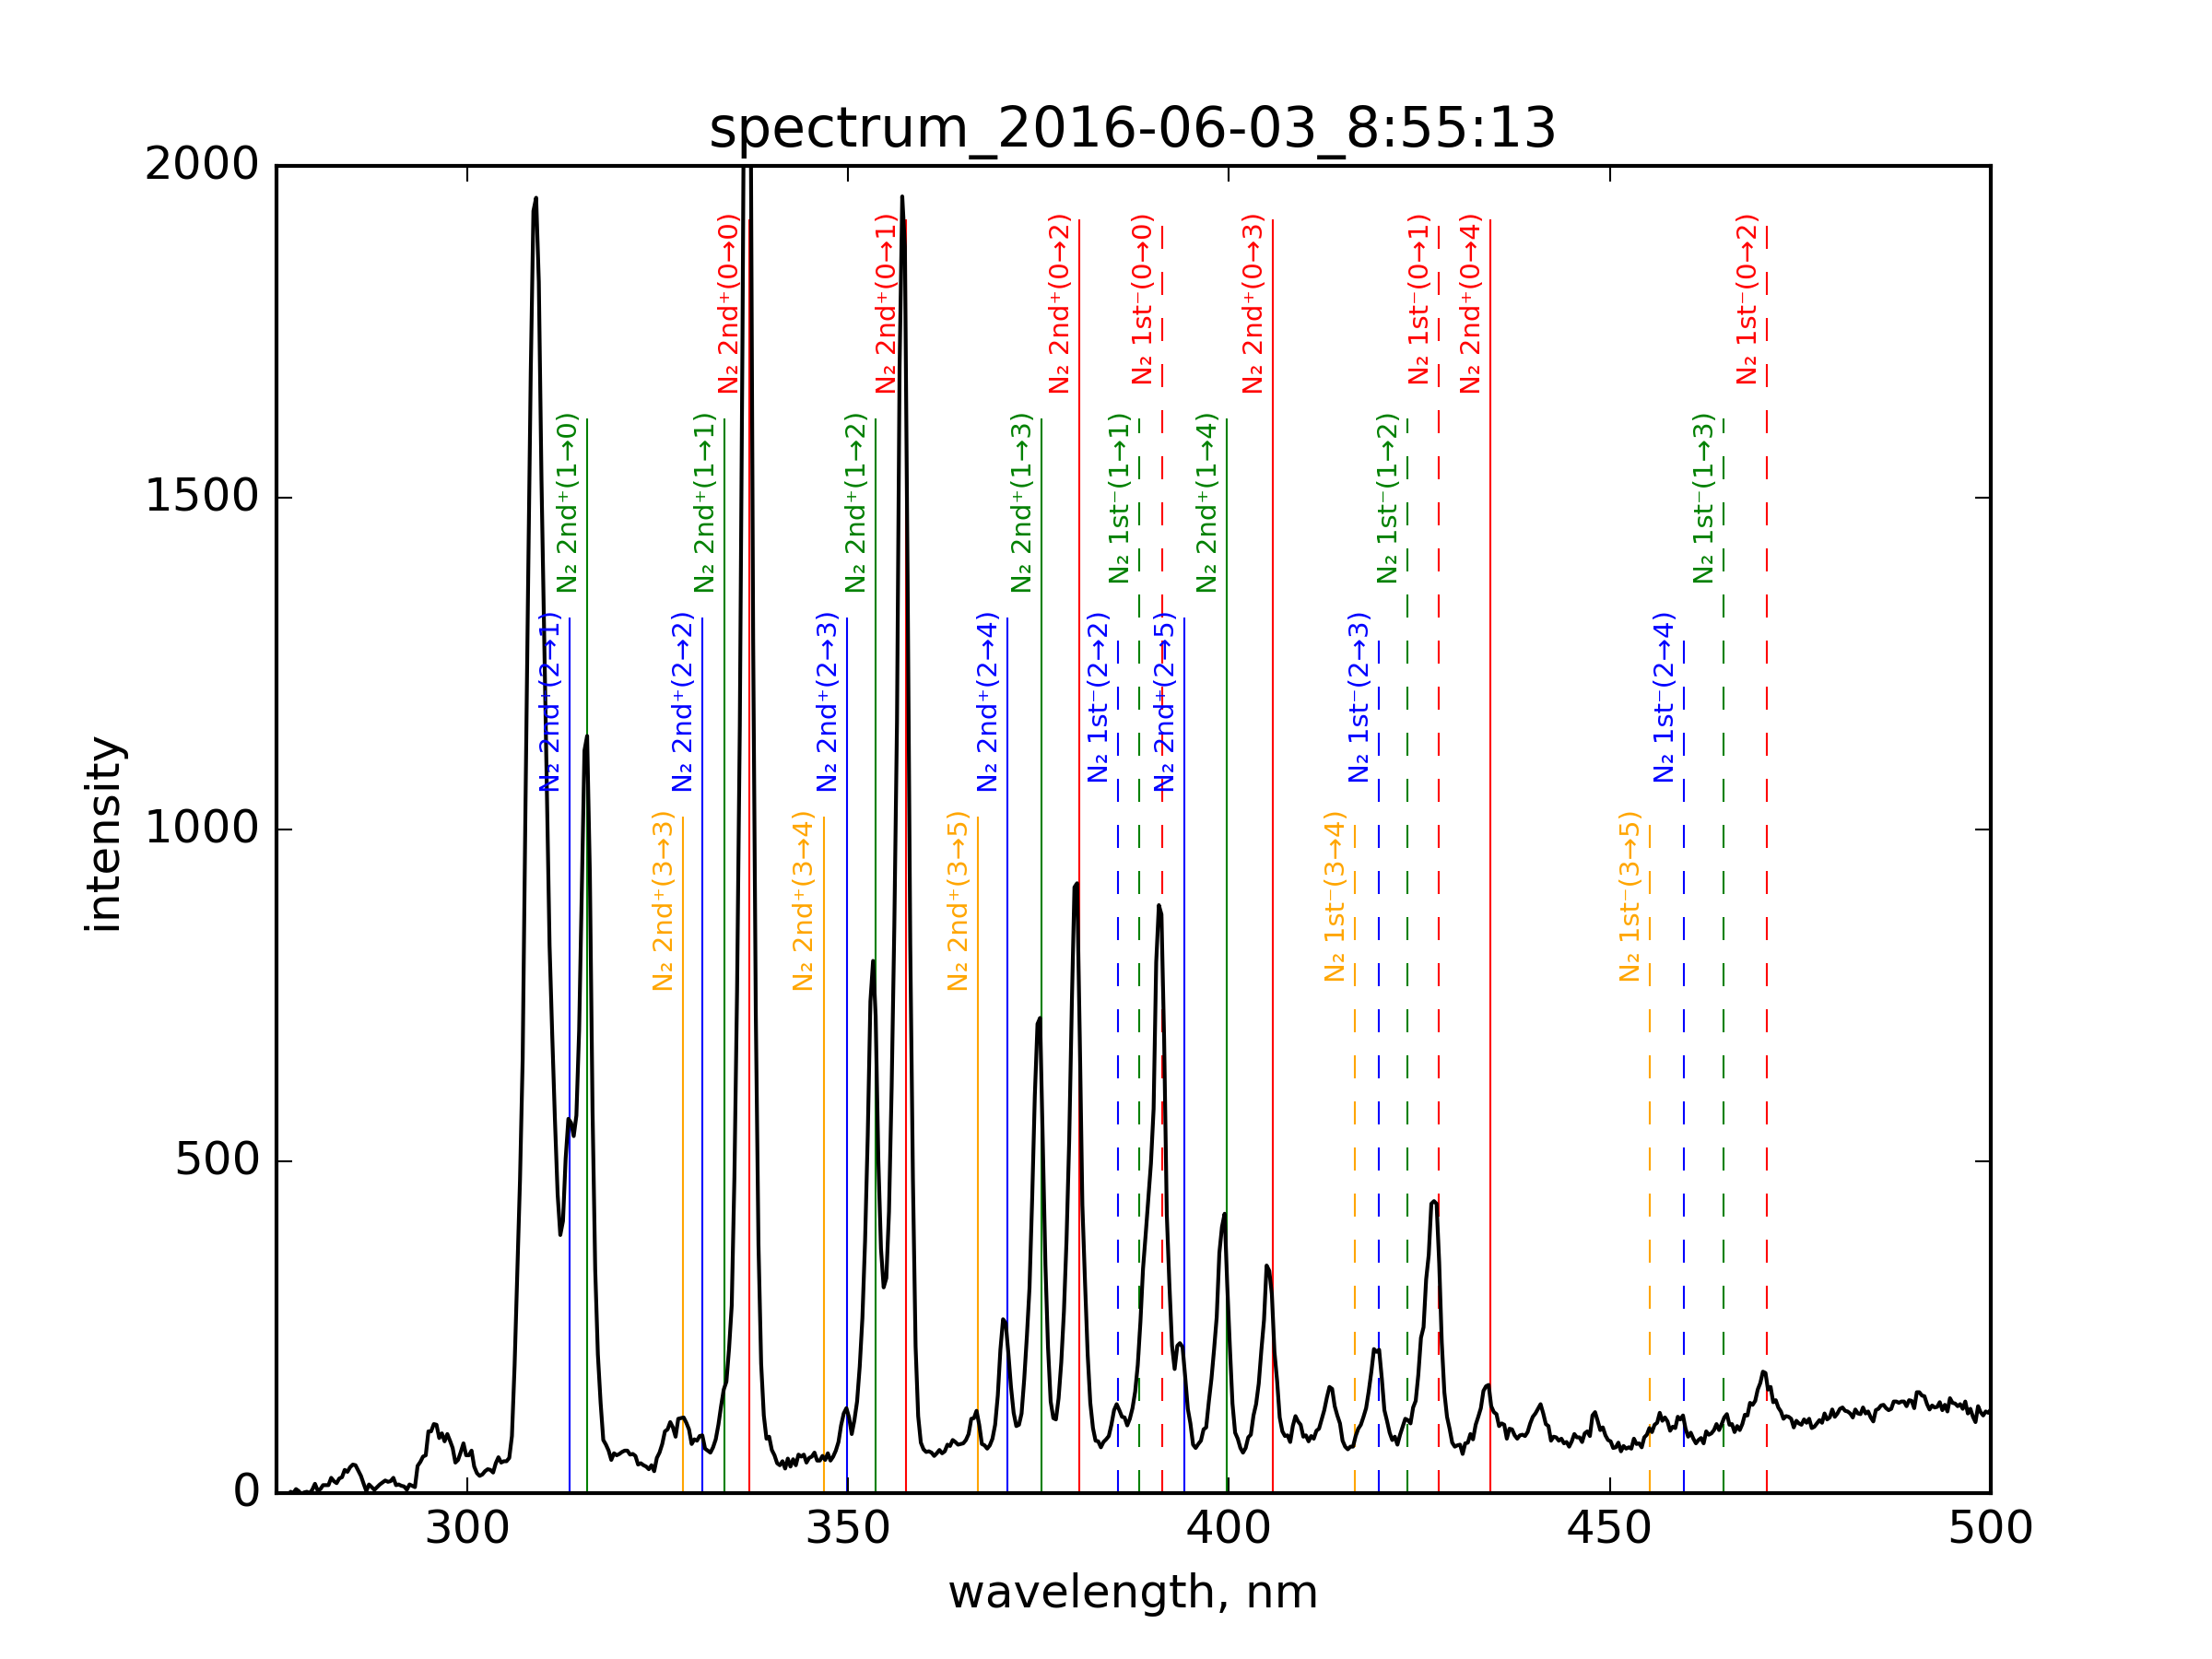 spectrum_2016-06-03_8:55:13
2000
1500
1000
500
0
intensity
N₂ 2nd⁺(0→0)
N₂ 2nd⁺(0→1)
N₂ 2nd⁺(0→2)
N₂ 1st⁻(0→0)
N₂ 2nd⁺(0→3)
N₂ 1st⁻(0→1)
N₂ 2nd⁺(0→4)
N₂ 1st⁻(0→2)
N₂ 2nd⁺(1→0)
N₂ 2nd⁺(1→1)
N₂ 2nd⁺(1→2)
N₂ 2nd⁺(1→3)
N₂ 1st⁻(1→1)
N₂ 2nd⁺(1→4)
N₂ 1st⁻(1→2)
N₂ 1st⁻(1→3)
N₂ 2nd⁺(2→1)
N₂ 2nd⁺(2→2)
N₂ 2nd⁺(2→3)
N₂ 2nd⁺(2→4)
N₂ 1st⁻(2→2)
N₂ 2nd⁺(2→5)
N₂ 1st⁻(2→3)
N₂ 1st⁻(2→4)
N₂ 2nd⁺(3→3)
N₂ 2nd⁺(3→4)
N₂ 2nd⁺(3→5)
N₂ 1st⁻(3→4)
N₂ 1st⁻(3→5)
300 350 400 450 500
wavelength, nm